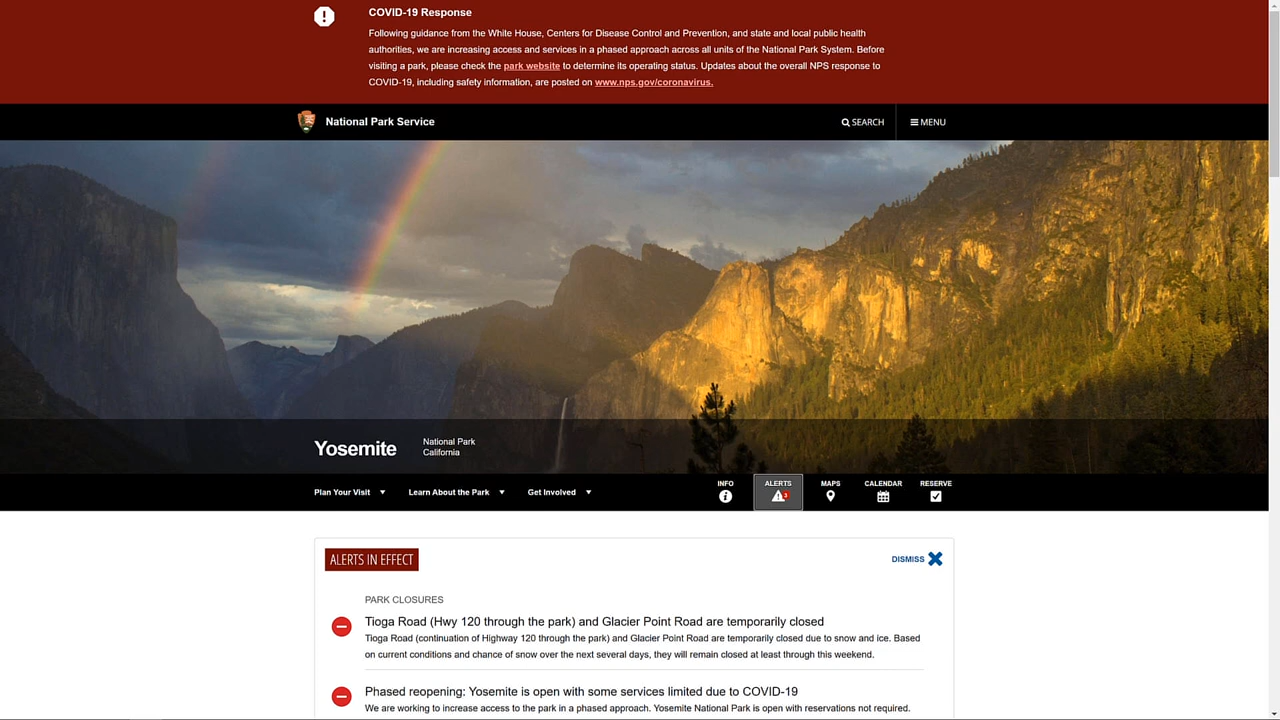 COVID-19 Response
Following guidance from the White House, Centers for Disease Control and Prevention, and state and local public health
authorities, we are increasing access and services in a phased approach across all units of the National Park System. Before
visiting a park, please check the park website to determine its operating status. Updates about the overall NPS response to
COVID-19, including safety information, are posted on www.nps.gov/coronavirus.
National Park Service
SEARCH
MENU
Yosemite
National Park
California
Plan Your Visit
Learn About the Park
Get Involved
INFO
ALERTS
3
MAPS
CALENDAR
RESERVE
ALERTS IN EFFECT
DISMISS
PARK CLOSURES
Tioga Road (Hwy 120 through the park) and Glacier Point Road are temporarily closed
Tioga Road (continuation of Highway 120 through the park) and Glacier Point Road are temporarily closed due to snow and ice. Based
on current conditions and chance of snow over the next several days, they will remain closed at least through this weekend.
Phased reopening: Yosemite is open with some services limited due to COVID-19
We are working to increase access to the park in a phased approach. Yosemite National Park is open with reservations not required.